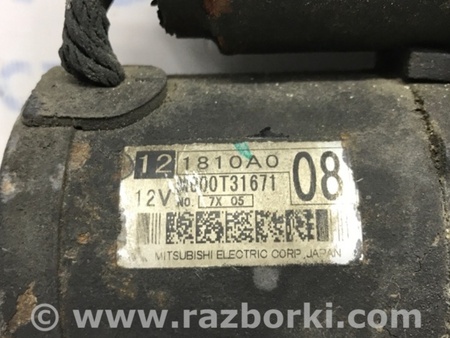 12 1810A0
M000T31671 08
12V No. L 7X 05
MITSUBISHI ELECTRIC CORP. JAPAN
www.razborki.com